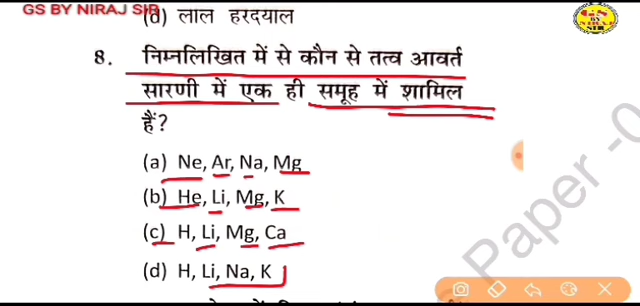 GS BY NIRAJ SIR
(d) लाल हरदयाल
8. निम्नलिखित में से कौन से तत्व आवर्त
सारणी में एक ही समूह में शामिल
हैं?
(a) Ne, Ar, Na, Mg
(b) He, Li, Mg, K
(c) H, Li, Mg, Ca
(d) H, Li, Na, K
Paper -0